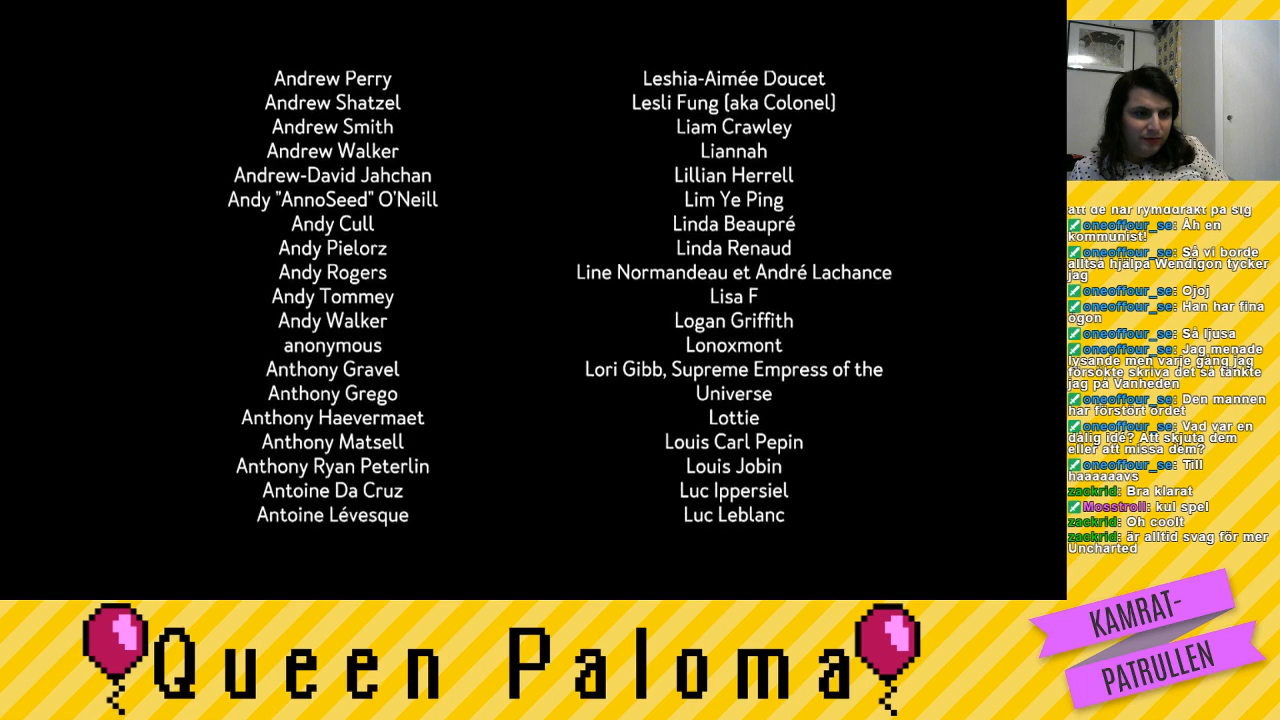 Andrew Perry
Andrew Shatzel
Andrew Smith
Andrew Walker
Andrew-David Jahchan
Andy "AnnoSeed" O'Neill
Andy Cull
Andy Pielorz
Andy Rogers
Andy Tommey
Andy Walker
anonymous
Anthony Gravel
Anthony Grego
Anthony Haevermaet
Anthony Matsell
Anthony Ryan Peterlin
Antoine Da Cruz
Antoine Lévesque
Leshia-Aimée Doucet
Lesli Fung (aka Colonel)
Liam Crawley
Liannah
Lillian Herrell
Lim Ye Ping
Linda Beaupré
Linda Renaud
Line Normandeau et André Lachance
Lisa F
Logan Griffith
Lonoxmont
Lori Gibb, Supreme Empress of the
Universe
Lottie
Louis Carl Pepin
Louis Jobin
Luc Ippersiel
Luc Leblanc
att de har rymddräkt på sig
oneoffour_se: Åh en
kommunist!
oneoffour_se: Så vi borde
alltså hjälpa Wendigon tycker
jag
oneoffour_se: Ojoj
oneoffour_se: Han har fina
ögon
oneoffour_se: Så ljusa
oneoffour_se: Jag menade
lysande men varje gång jag
försökte skriva det så tänkte
jag på Vanheden
oneoffour_se: Den mannen
har förstört ordet
oneoffour_se: Vad var en
dålig idé? Att skjuta dem
eller att missa dem?
oneoffour_se: Till
haaaaaavs
zackrid: Bra klarat
Mosstroll: kul spel
zackrid: Oh coolt
zackrid: är alltid svag för mer
Uncharted
Queen Paloma
KAMRAT-
PATRULLEN